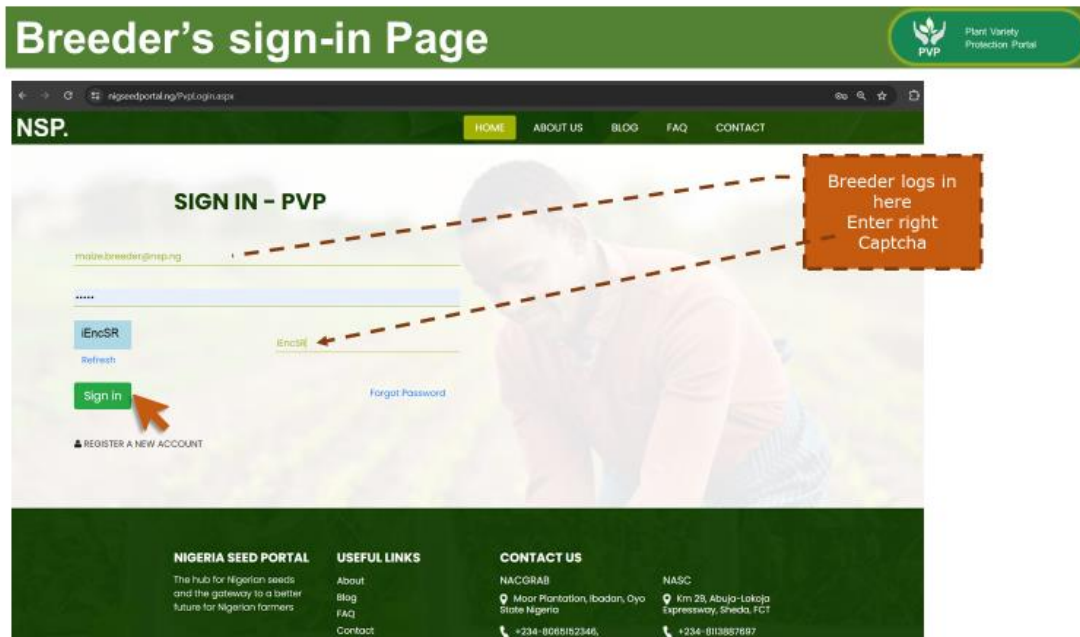 Breeder's sign-in Page
PVP
Plant Variety
Protection Portal
nigseedportal.ng/PvpLogin.aspx
NSP.
HOME ABOUT US BLOG FAQ CONTACT
SIGN IN - PVP
Breeder logs in
here
Enter right
Captcha
maize.breeder@nsp.ng
•••••
iEncSR
iEncSR
Refresh
Sign in
Forgot Password
REGISTER A NEW ACCOUNT
NIGERIA SEED PORTAL
The hub for Nigerian seeds
and the gateway to a better
future for Nigerian farmers
USEFUL LINKS
About
Blog
FAQ
Contact
CONTACT US
NACGRAB
Moor Plantation, Ibadan, Oyo
State Nigeria
+234-8065152346,
NASC
Km 29, Abuja-Lokoja
Expressway, Sheda, FCT
+234-8113887697